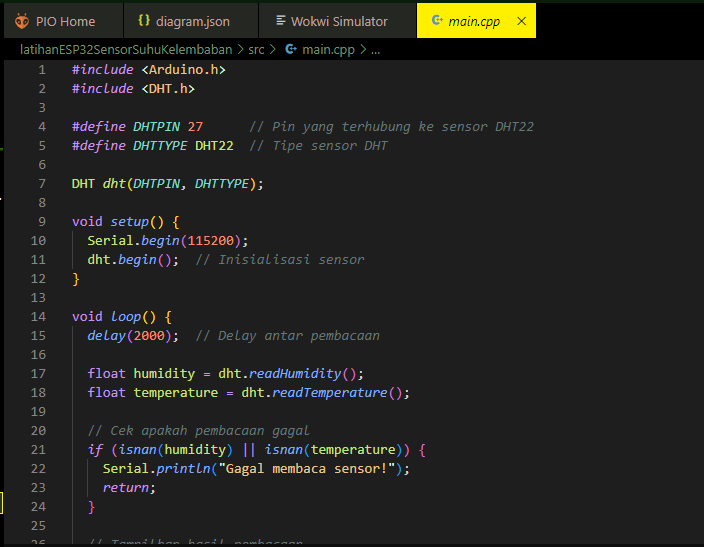 PIO Home
{} diagram.json
Wokwi Simulator
main.cpp
latihanESP32SensorSuhuKelembaban > src > main.cpp > ...
1 #include <Arduino.h>
2 #include <DHT.h>
3
4 #define DHTPIN 27 // Pin yang terhubung ke sensor DHT22
5 #define DHTTYPE DHT22 // Tipe sensor DHT
6
7 DHT dht(DHTPIN, DHTTYPE);
8
9 void setup() {
10 Serial.begin(115200);
11 dht.begin(); // Inisialisasi sensor
12 }
13
14 void loop() {
15 delay(2000); // Delay antar pembacaan
16
17 float humidity = dht.readHumidity();
18 float temperature = dht.readTemperature();
19
20 // Cek apakah pembacaan gagal
21 if (isnan(humidity) || isnan(temperature)) {
22 Serial.println("Gagal membaca sensor!");
23 return;
24 }
25
26 // Tampilkan hasil pembacaan